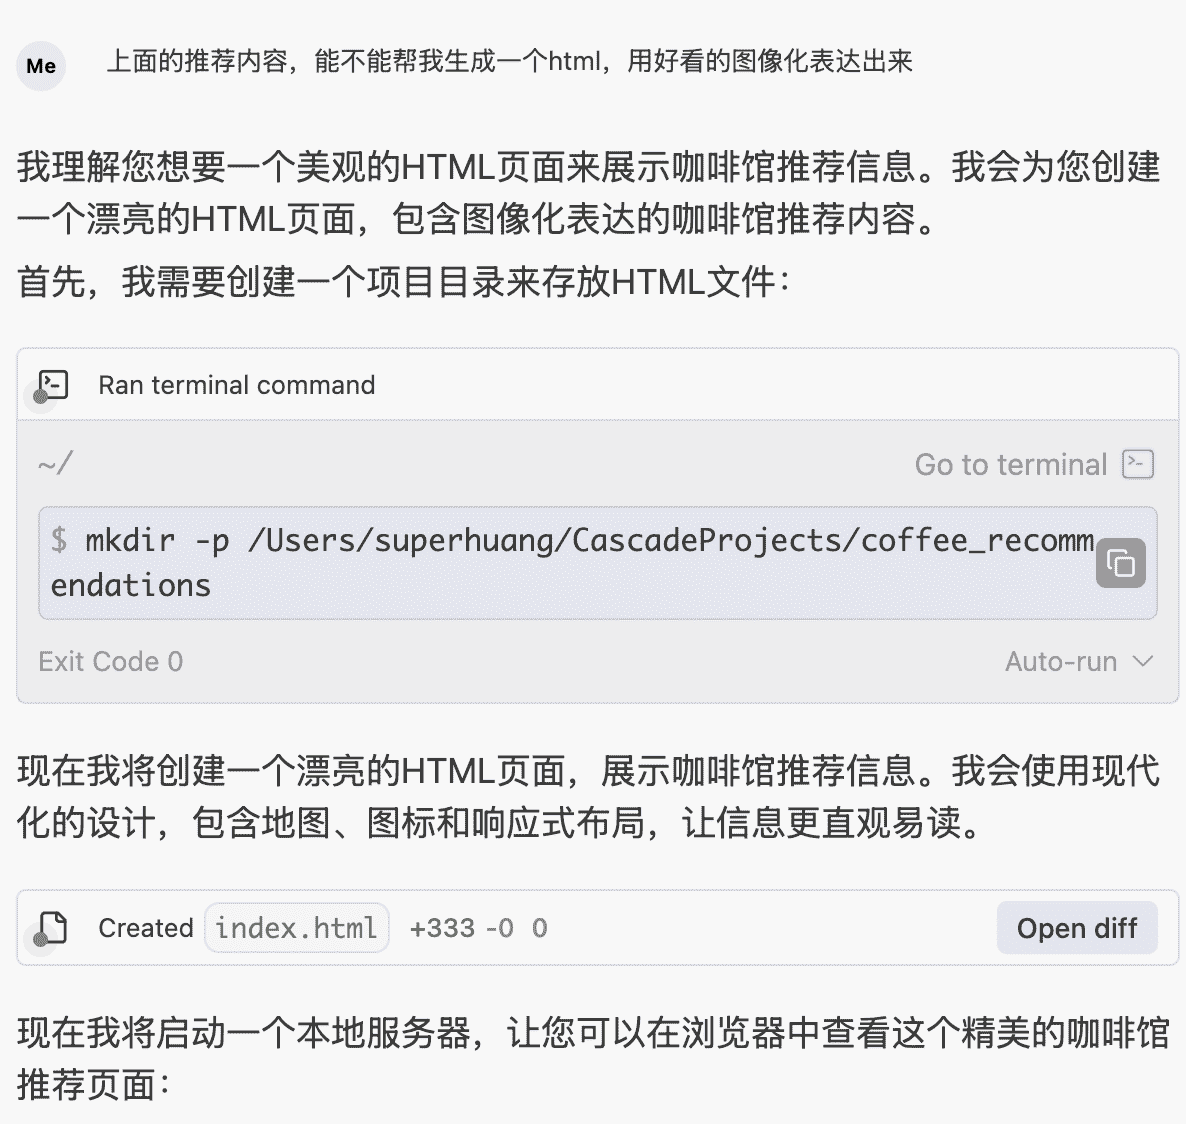 Me
上面的推荐内容，能不能帮我生成一个html，用好看的图像化表达出来
我理解您想要一个美观的HTML页面来展示咖啡馆推荐信息。我会为您创建
一个漂亮的HTML页面，包含图像化表达的咖啡馆推荐内容。
首先，我需要创建一个项目目录来存放HTML文件：
Ran terminal command
~/
Go to terminal
$ mkdir -p /Users/superhuang/CascadeProjects/coffee_recomm
endations
Exit Code 0
Auto-run
现在我将创建一个漂亮的HTML页面，展示咖啡馆推荐信息。我会使用现代
化的设计，包含地图、图标和响应式布局，让信息更直观易读。
Created index.html +333 -0 0
Open diff
现在我将启动一个本地服务器，让您可以在浏览器中查看这个精美的咖啡馆
推荐页面：